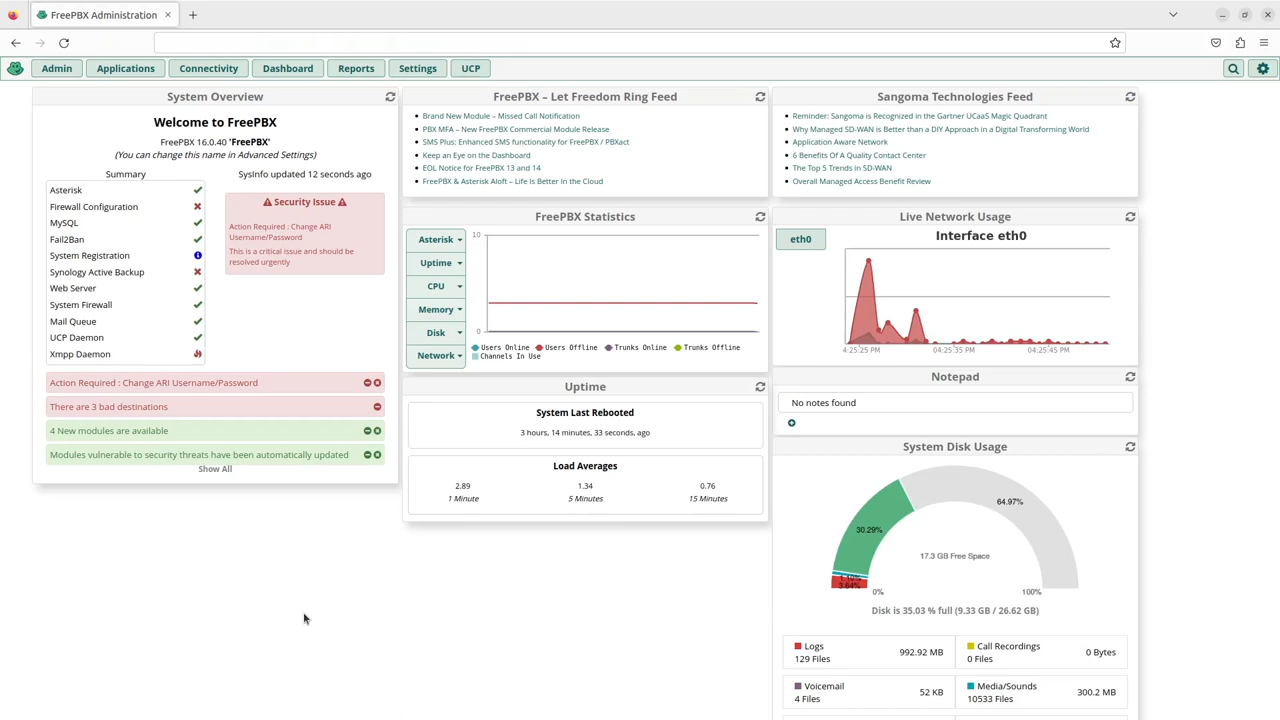 FreePBX Administration
Admin
Applications
Connectivity
Dashboard
Reports
Settings
UCP
System Overview
Welcome to FreePBX
FreePBX 16.0.40 'FreePBX'
(You can change this name in Advanced Settings)
Summary
SysInfo updated 12 seconds ago
Asterisk
Firewall Configuration
MySQL
Fail2Ban
System Registration
Synology Active Backup
Web Server
System Firewall
Mail Queue
UCP Daemon
Xmpp Daemon
Security Issue
Action Required : Change ARI
Username/Password
This is a critical issue and should be
resolved urgently
Action Required : Change ARI Username/Password
There are 3 bad destinations
4 New modules are available
Modules vulnerable to security threats have been automatically updated
Show All
FreePBX – Let Freedom Ring Feed
Brand New Module – Missed Call Notification
PBX MFA – New FreePBX Commercial Module Release
SMS Plus: Enhanced SMS functionality for FreePBX / PBXact
Keep an Eye on the Dashboard
EOL Notice for FreePBX 13 and 14
FreePBX & Asterisk Aloft – Life Is Better In the Cloud
FreePBX Statistics
Asterisk
Uptime
CPU
Memory
Disk
Network
10
0
Users Online
Users Offline
Trunks Online
Trunks Offline
Channels In Use
Uptime
System Last Rebooted
3 hours, 14 minutes, 33 seconds, ago
Load Averages
2.89
1.34
0.76
1 Minute
5 Minutes
15 Minutes
Sangoma Technologies Feed
Reminder: Sangoma is Recognized in the Gartner UCaaS Magic Quadrant
Why Managed SD-WAN is Better than a DIY Approach in a Digital Transforming World
Application Aware Network
6 Benefits Of A Quality Contact Center
The Top 5 Trends in SD-WAN
Overall Managed Access Benefit Review
Live Network Usage
eth0
Interface eth0
4:25:25 PM
04:25:35 PM
04:25:45 PM
Notepad
No notes found
System Disk Usage
64.97%
30.29%
3.64%
17.3 GB Free Space
0%
100%
Disk is 35.03 % full (9.33 GB / 26.62 GB)
Logs
129 Files
992.92 MB
Call Recordings
0 Files
0 Bytes
Voicemail
4 Files
52 KB
Media/Sounds
10533 Files
300.2 MB